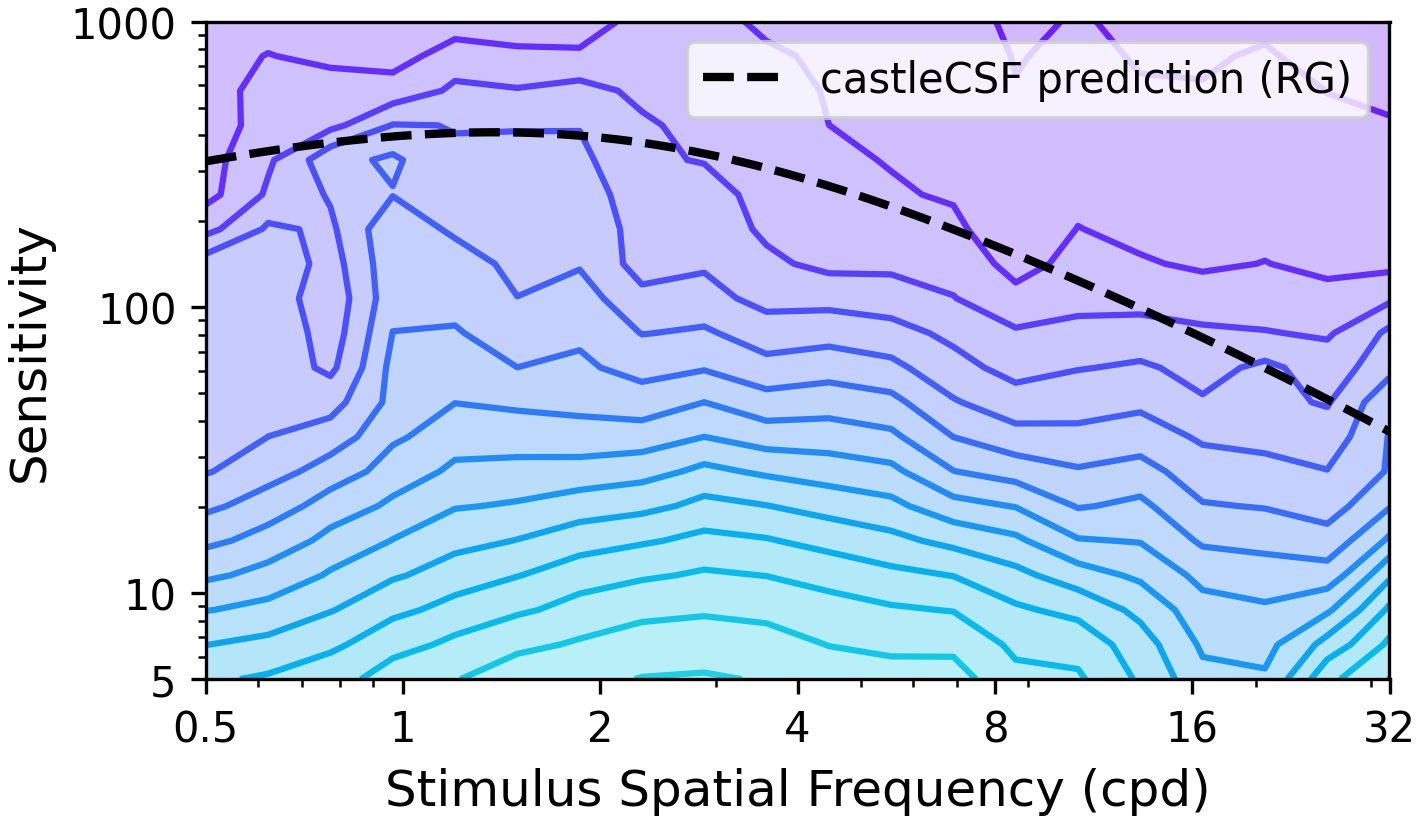 1000
100
10
5
Sensitivity
castleCSF prediction (RG)
0.5 1 2 4 8 16 32
Stimulus Spatial Frequency (cpd)